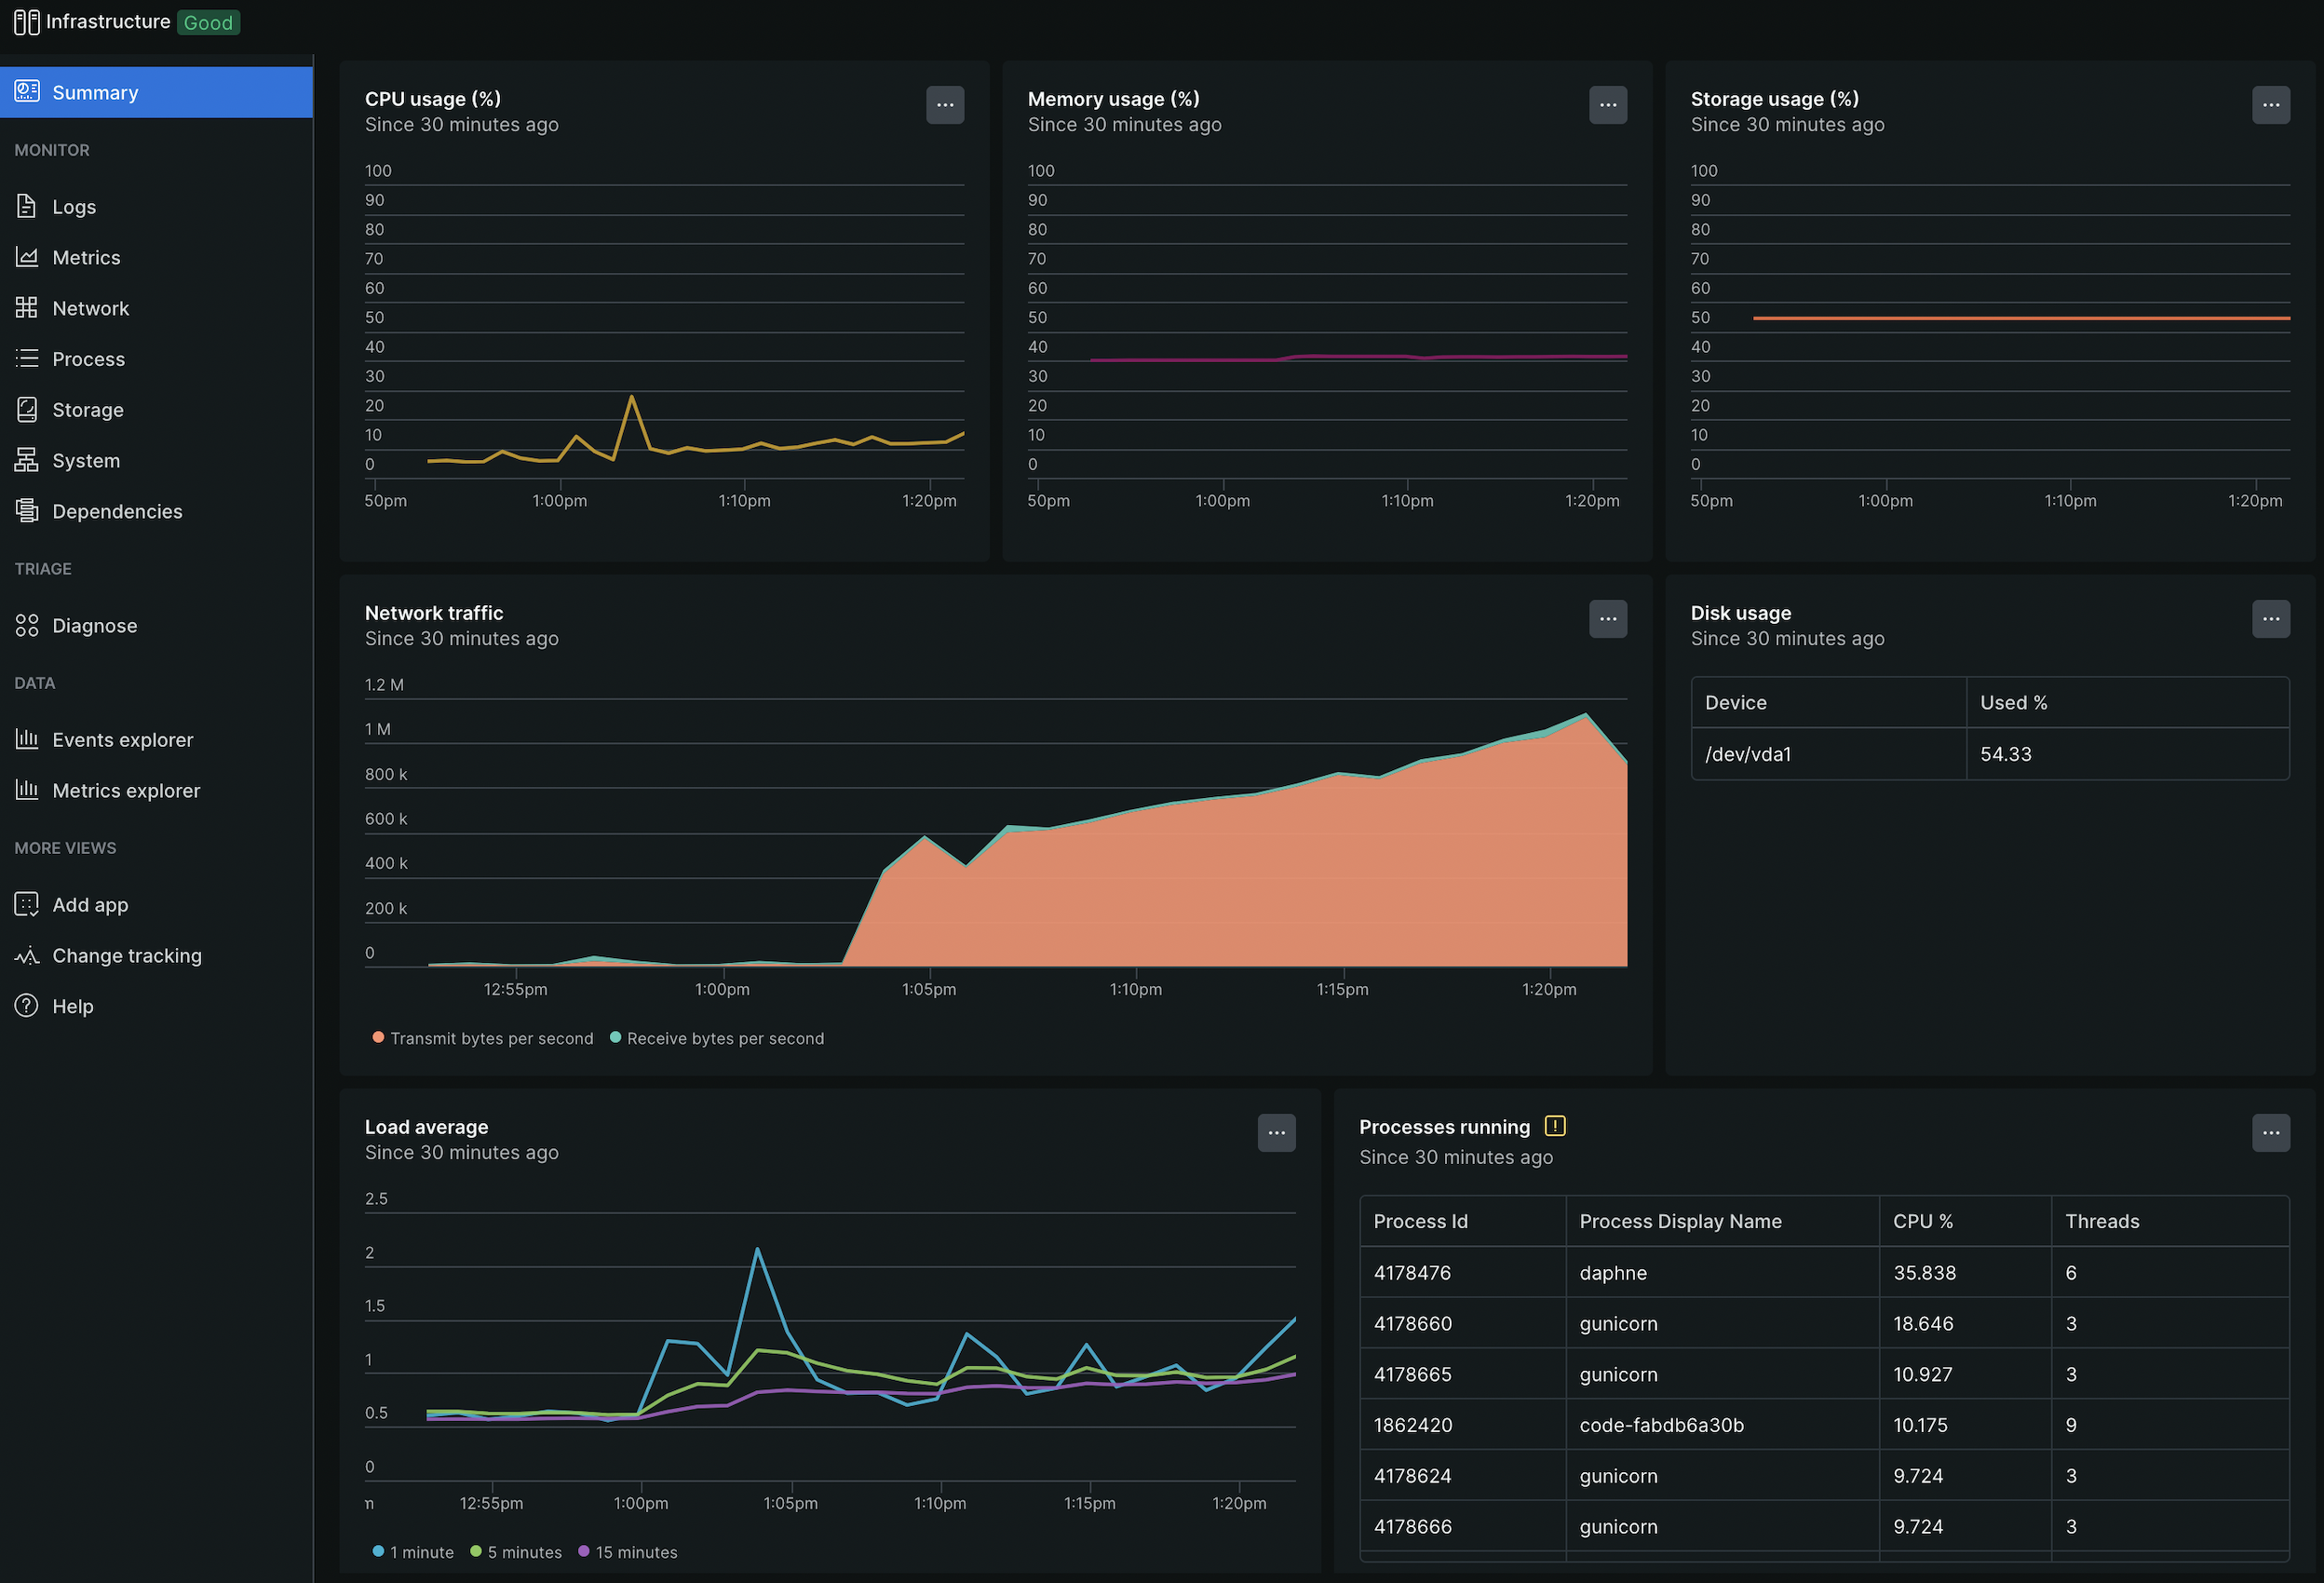 Infrastructure Good
Summary
MONITOR
Logs
Metrics
Network
Process
Storage
System
Dependencies
TRIAGE
Diagnose
DATA
Events explorer
Metrics explorer
MORE VIEWS
Add app
Change tracking
Help
CPU usage (%)
Since 30 minutes ago
100
90
80
70
60
50
40
30
20
10
0
50pm 1:00pm 1:10pm 1:20pm
Memory usage (%)
Since 30 minutes ago
100
90
80
70
60
50
40
30
20
10
0
50pm 1:00pm 1:10pm 1:20pm
Storage usage (%)
Since 30 minutes ago
100
90
80
70
60
50
40
30
20
10
0
50pm 1:00pm 1:10pm 1:20pm
Network traffic
Since 30 minutes ago
1.2 M
1 M
800 k
600 k
400 k
200 k
0
12:55pm 1:00pm 1:05pm 1:10pm 1:15pm 1:20pm
Transmit bytes per second Receive bytes per second
Disk usage
Since 30 minutes ago
Device Used %
/dev/vda1 54.33
Load average
Since 30 minutes ago
2.5
2
1.5
1
0.5
0
m 12:55pm 1:00pm 1:05pm 1:10pm 1:15pm 1:20pm
1 minute 5 minutes 15 minutes
Processes running
Since 30 minutes ago
Process Id Process Display Name CPU % Threads
4178476 daphne 35.838 6
4178660 gunicorn 18.646 3
4178665 gunicorn 10.927 3
1862420 code-fabdb6a30b 10.175 9
4178624 gunicorn 9.724 3
4178666 gunicorn 9.724 3